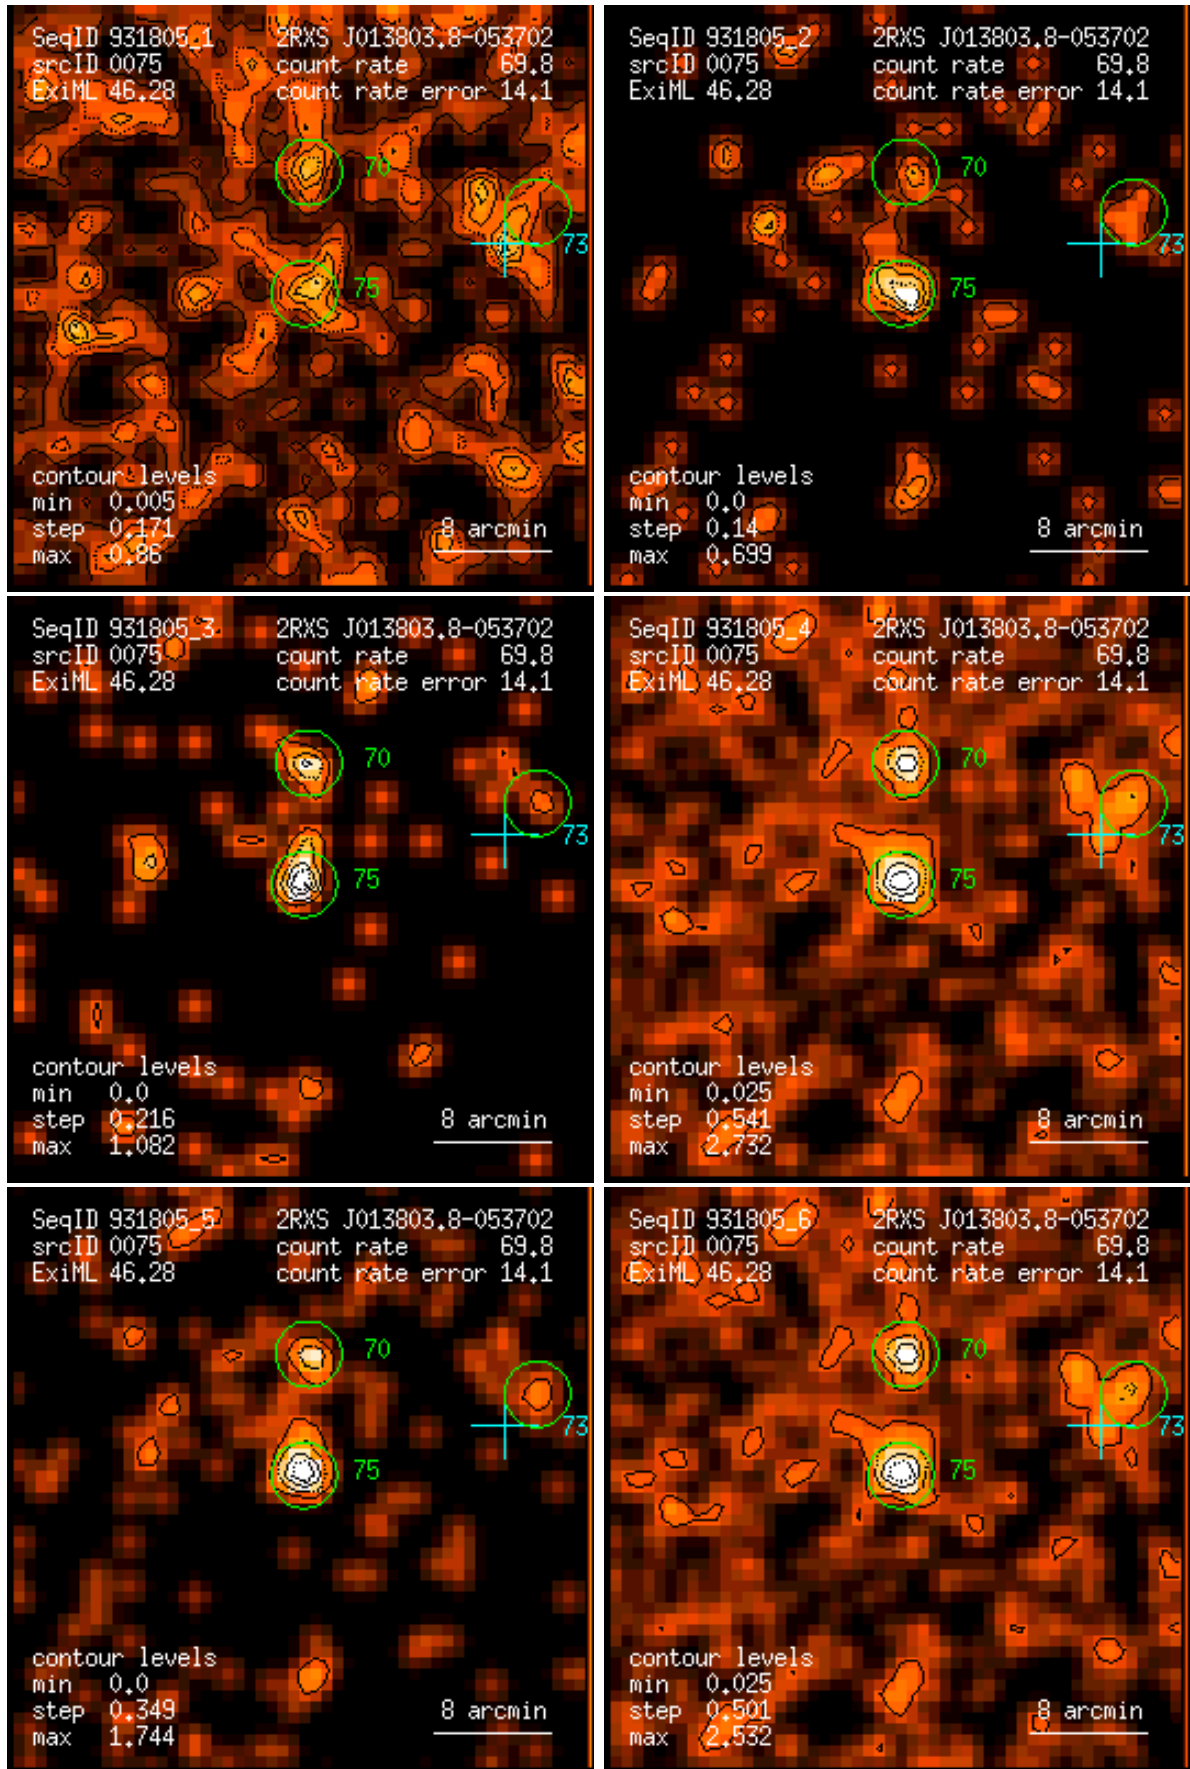 SeqID 931805_1 2RXS J013803.8-053702
srcID 0075 count rate 69.8
ExiML 46.28 count rate error 14.1
70
73
75
contour levels
min 0.005
step 0.171 8 arcmin
max 0.86
SeqID 931805_2 2RXS J013803.8-053702
srcID 0075 count rate 69.8
ExiML 46.28 count rate error 14.1
70
73
75
contour levels
min 0.0
step 0.14 8 arcmin
max 0.699
SeqID 931805_3 2RXS J013803.8-053702
srcID 0075 count rate 69.8
ExiML 46.28 count rate error 14.1
70
73
75
contour levels
min 0.0
step 0.216 8 arcmin
max 1.082
SeqID 931805_4 2RXS J013803.8-053702
srcID 0075 count rate 69.8
ExiML 46.28 count rate error 14.1
70
73
75
contour levels
min 0.025
step 0.541 8 arcmin
max 2.732
SeqID 931805_5 2RXS J013803.8-053702
srcID 0075 count rate 69.8
ExiML 46.28 count rate error 14.1
70
73
75
contour levels
min 0.0
step 0.349 8 arcmin
max 1.744
SeqID 931805_6 2RXS J013803.8-053702
srcID 0075 count rate 69.8
ExiML 46.28 count rate error 14.1
70
73
75
contour levels
min 0.025
step 0.501 8 arcmin
max 2.532